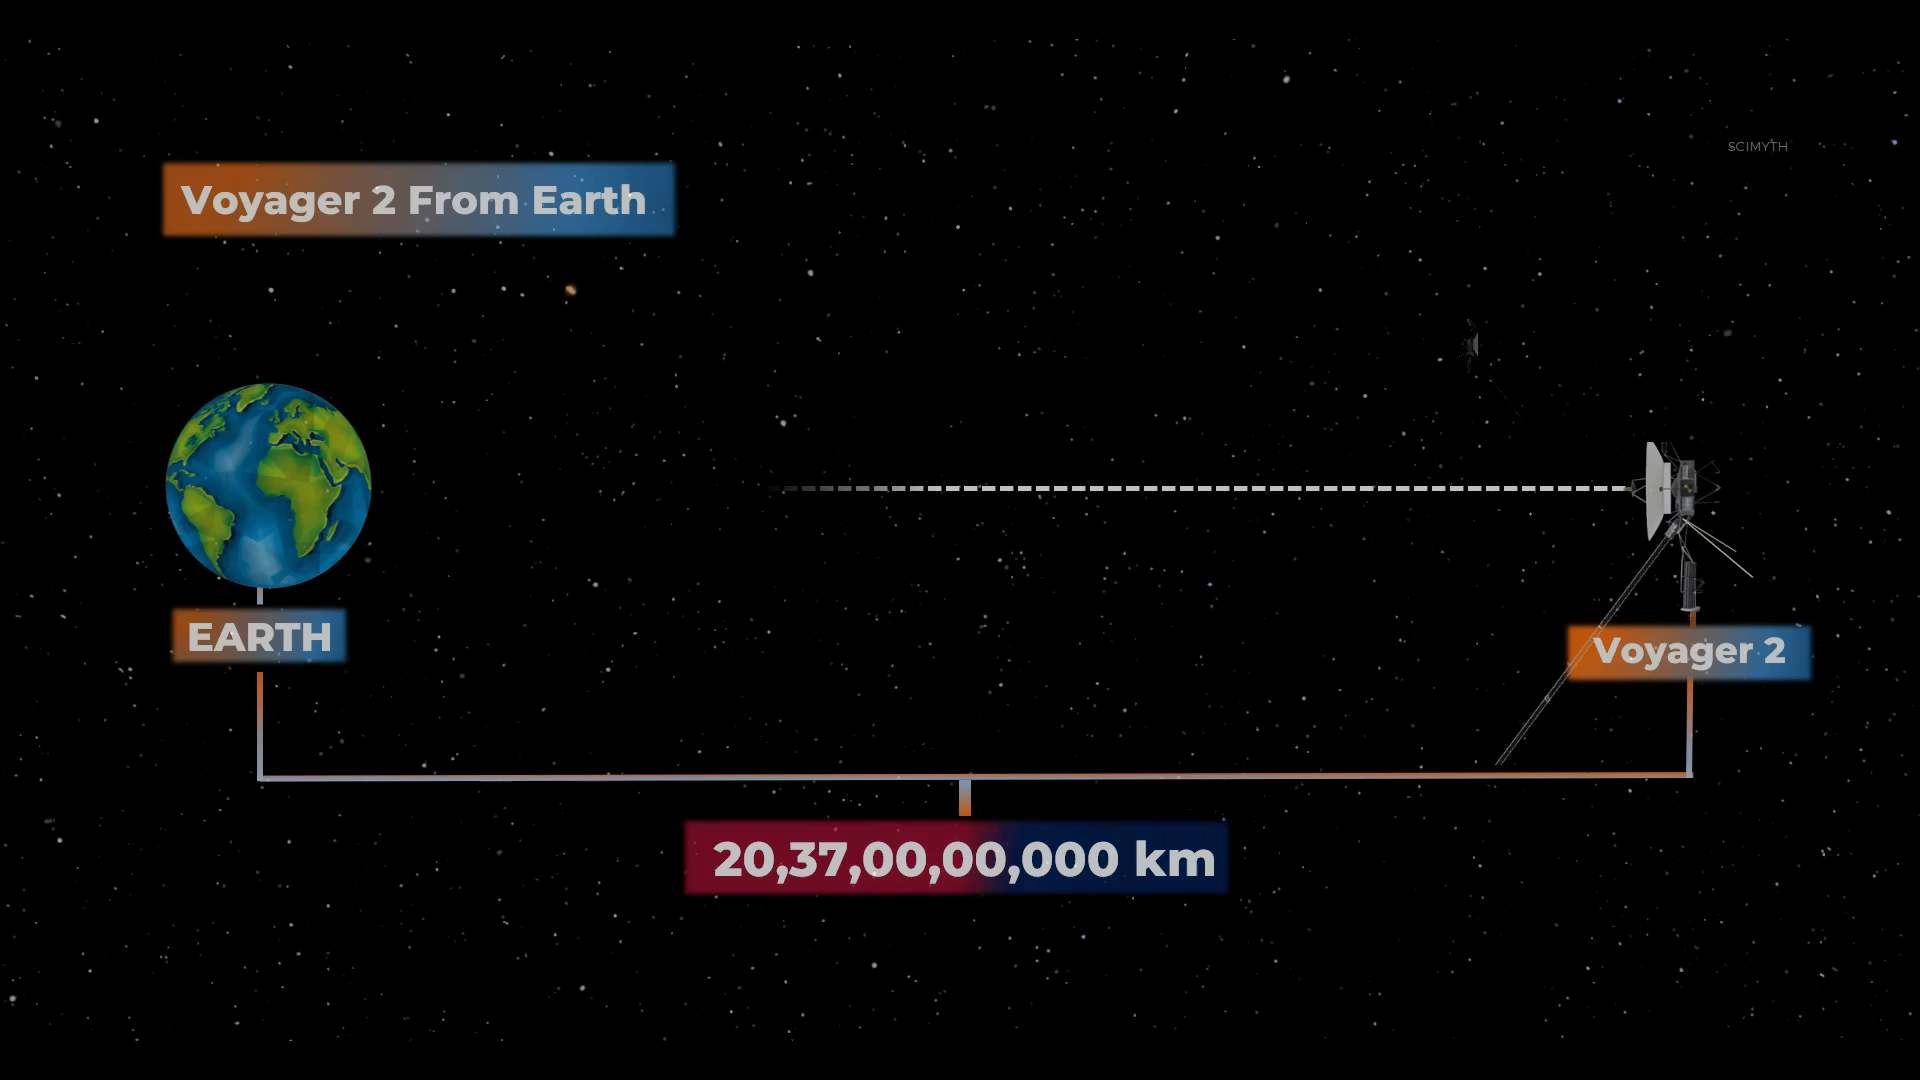 SCIMYTH
Voyager 2 From Earth
EARTH
Voyager 2
20,37,00,00,000 km